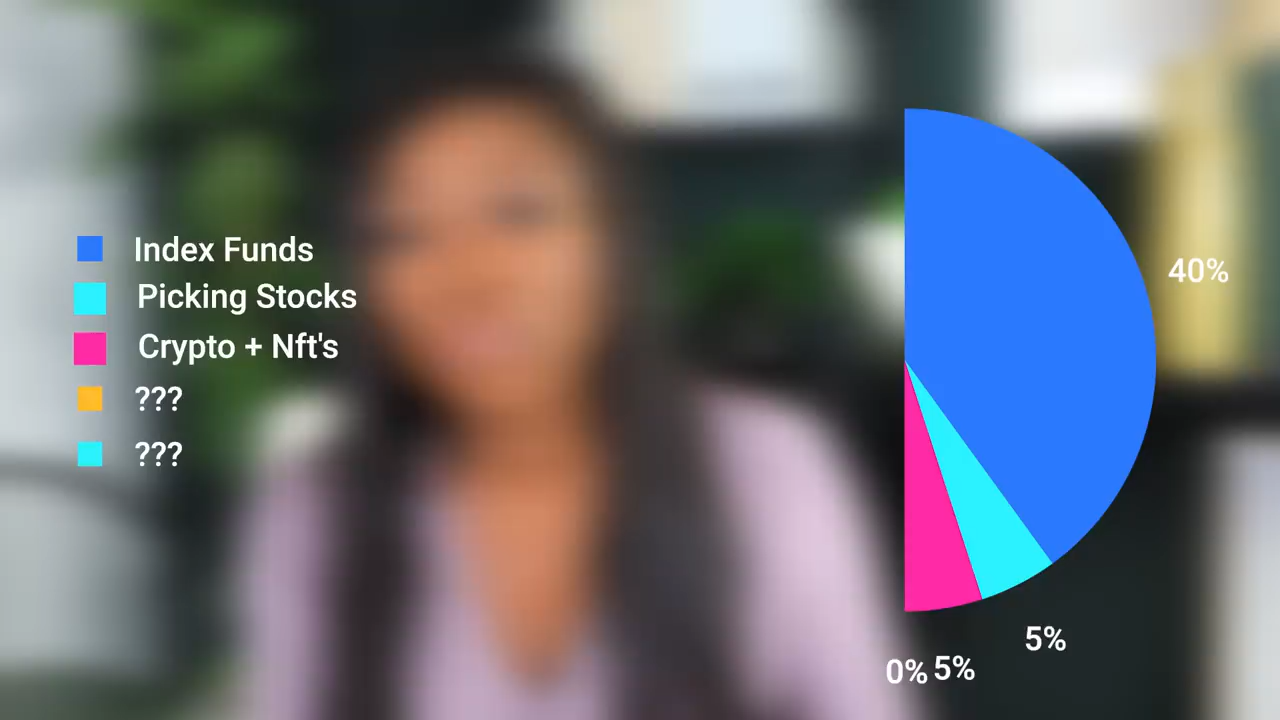 Index Funds
Picking Stocks
Crypto + Nft's
???
???
40%
5%
0% 5%